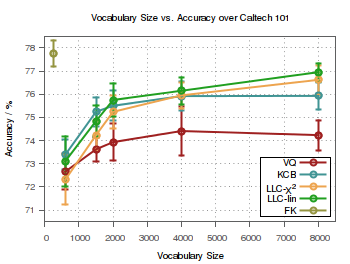 Vocabulary Size vs. Accuracy over Caltech 101
78
77
76
75
74
73
72
71
Accuracy / %
0 1000 2000 3000 4000 5000 6000 7000 8000
Vocabulary Size
VQ
KCB
LLC-χ²
LLC-lin
FK